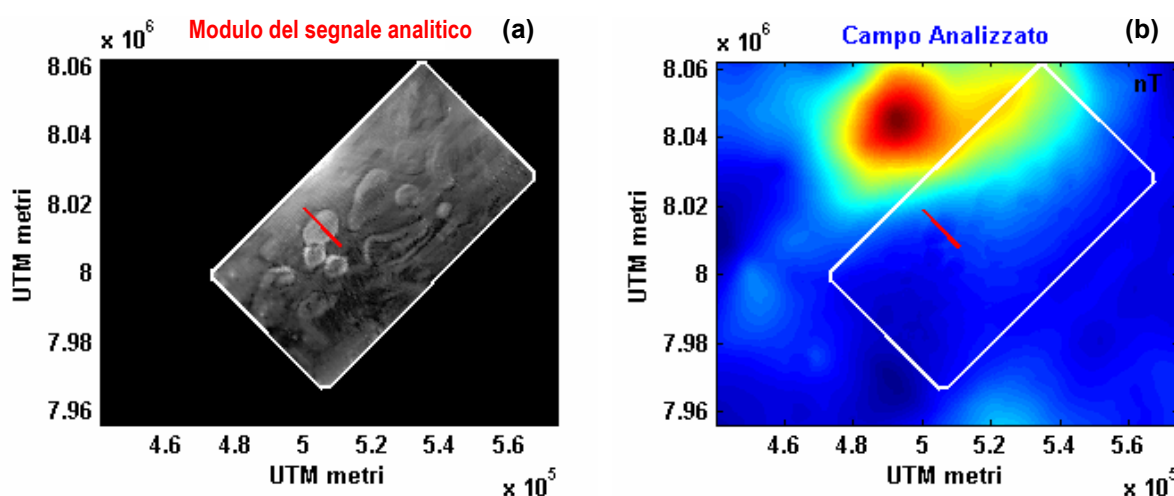 x 10^6 Modulo del segnale analitico (a)
8.06
8.04
8.02
8
7.98
7.96
UTM metri
4.6 4.8 5 5.2 5.4 5.6
UTM metri
x 10^5
x 10^6 Campo Analizzato (b)
nT
8.06
8.04
8.02
8
7.98
7.96
UTM metri
4.6 4.8 5 5.2 5.4 5.6
UTM metri
x 10^5